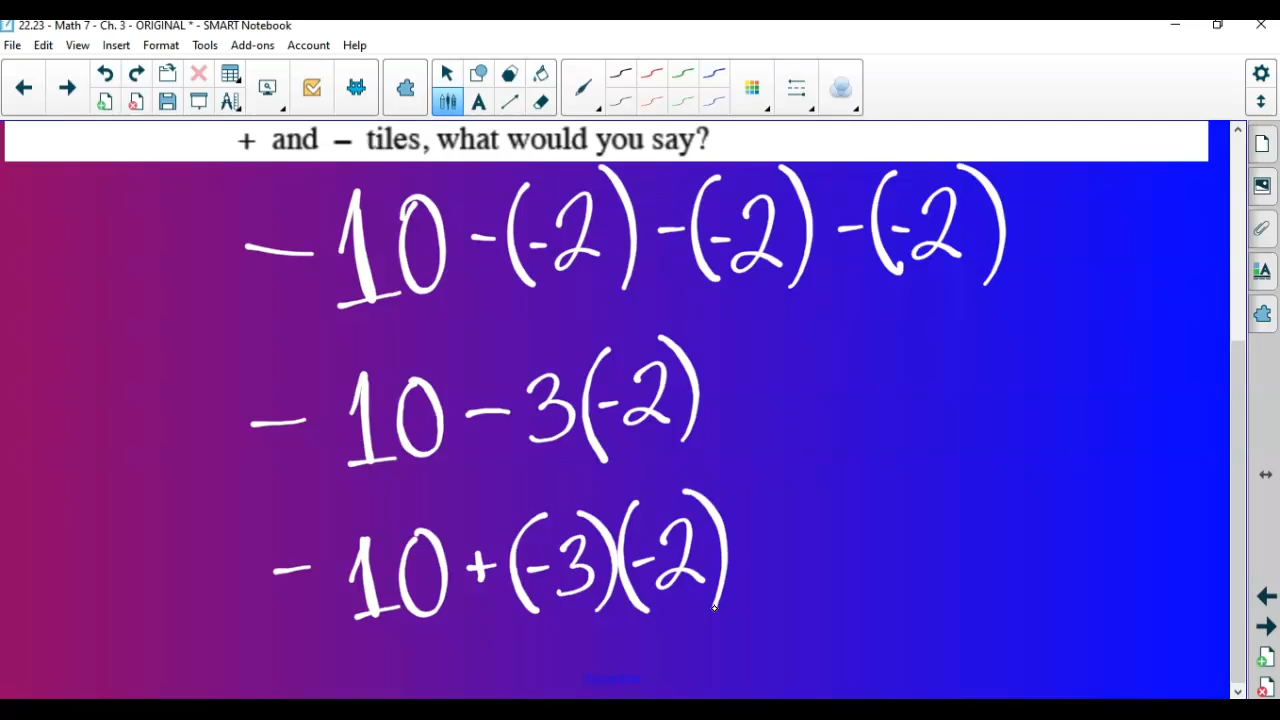 22.23 - Math 7 - Ch. 3 - ORIGINAL * - SMART Notebook
File Edit View Insert Format Tools Add-ons Account Help
+ and – tiles, what would you say?
- 10 - (-2) - (-2) - (-2)
- 10 - 3(-2)
- 10 + (-3)(-2)